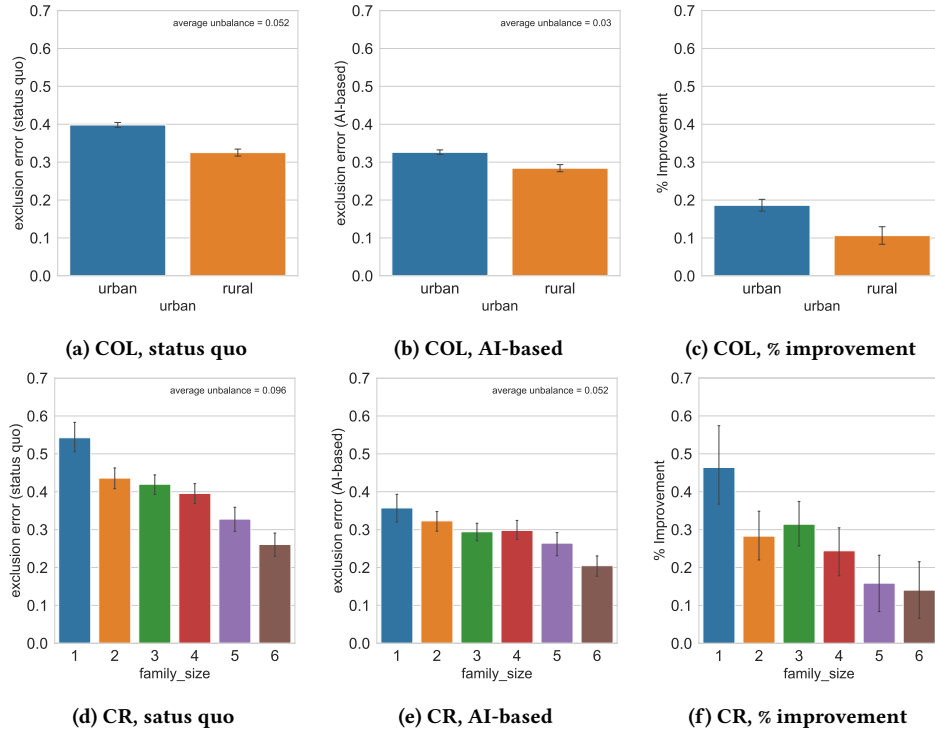 average unbalance = 0.052
0.7
0.6
0.5
0.4
0.3
0.2
0.1
0.0
exclusion error (status quo)
urban
rural
urban
(a) COL, status quo
average unbalance = 0.03
0.7
0.6
0.5
0.4
0.3
0.2
0.1
0.0
exclusion error (AI-based)
urban
rural
urban
(b) COL, AI-based
0.7
0.6
0.5
0.4
0.3
0.2
0.1
0.0
% Improvement
urban
rural
urban
(c) COL, % improvement
average unbalance = 0.096
0.7
0.6
0.5
0.4
0.3
0.2
0.1
0.0
exclusion error (status quo)
1 2 3 4 5 6
family_size
(d) CR, satus quo
average unbalance = 0.052
0.7
0.6
0.5
0.4
0.3
0.2
0.1
0.0
exclusion error (AI-based)
1 2 3 4 5 6
family_size
(e) CR, AI-based
0.7
0.6
0.5
0.4
0.3
0.2
0.1
0.0
% Improvement
1 2 3 4 5 6
family_size
(f) CR, % improvement